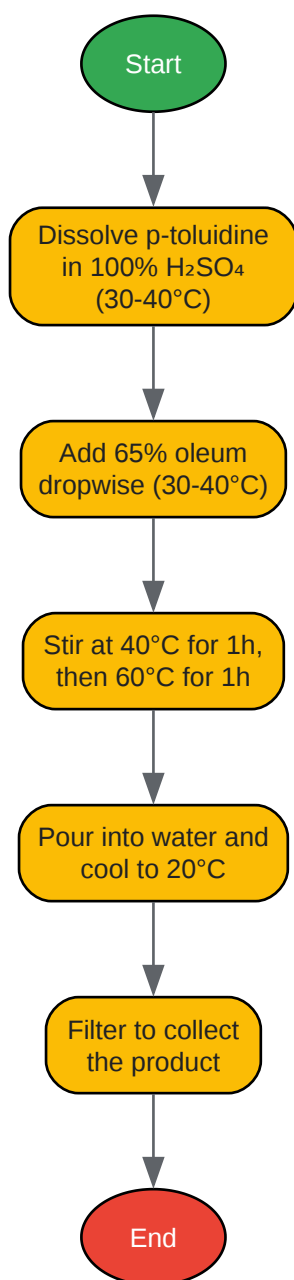 Start
Dissolve p-toluidine
in 100% H₂SO₄
(30-40°C)
Add 65% oleum
dropwise (30-40°C)
Stir at 40°C for 1h,
then 60°C for 1h
Pour into water and
cool to 20°C
Filter to collect
the product
End